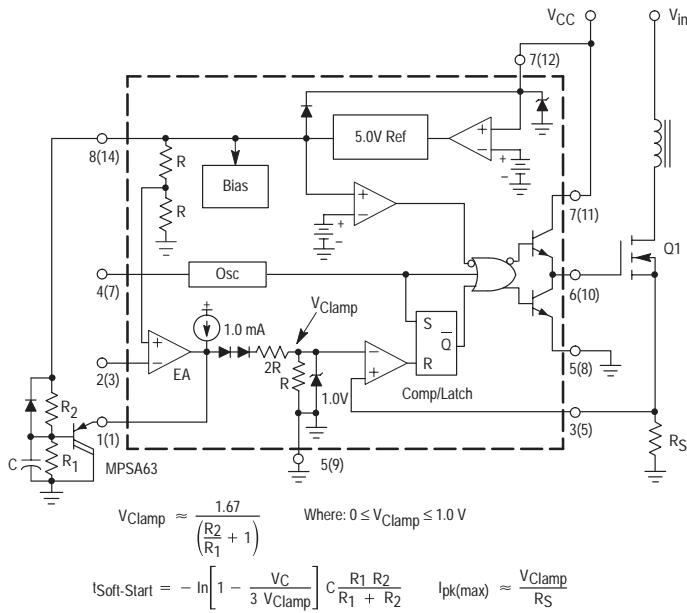 VCC
Vin
7(12)
8(14)
R
R
Bias
5.0V Ref
+
−
+
−
+
−
+
−
7(11)
Q1
4(7)
Osc
6(10)
VClamp
±
1.0 mA
S
Q
R
+
−
EA
2R
R
1.0V
−
+
Comp/Latch
5(8)
2(3)
1(1)
3(5)
R2
R1
C
MPSA63
5(9)
RS
VClamp ≈ 1.67 / (R2/R1 + 1) Where: 0 ≤ VClamp ≤ 1.0 V
tSoft-Start = − ln[1 − VC / 3 VClamp] C R1 R2 / R1 + R2 Ipk(max) ≈ VClamp / RS